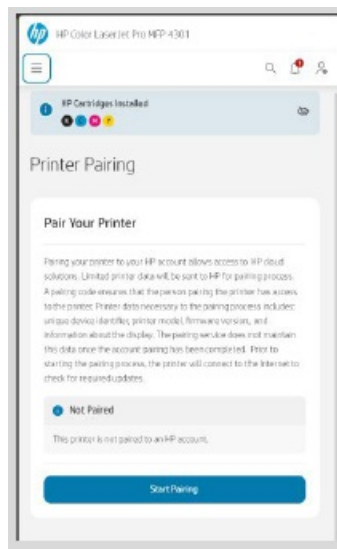 hp HP Color LaserJet Pro MFP 4301
HP Cartridges Installed
K C M Y
Printer Pairing
Pair Your Printer
Pairing your printer to your HP account allows access to HP cloud
solutions. Limited printer data will be sent to HP for pairing process.
A pairing code ensures that the person pairing the printer has access
to the printer. Printer data necessary to the pairing process includes:
unique device identifier, printer model, firmware version, and
information about the display. The pairing service does not maintain
this data once the account pairing has been completed. Prior to
starting the pairing process, the printer will connect to the Internet to
check for required updates.
Not Paired
This printer is not paired to an HP account.
Start Pairing